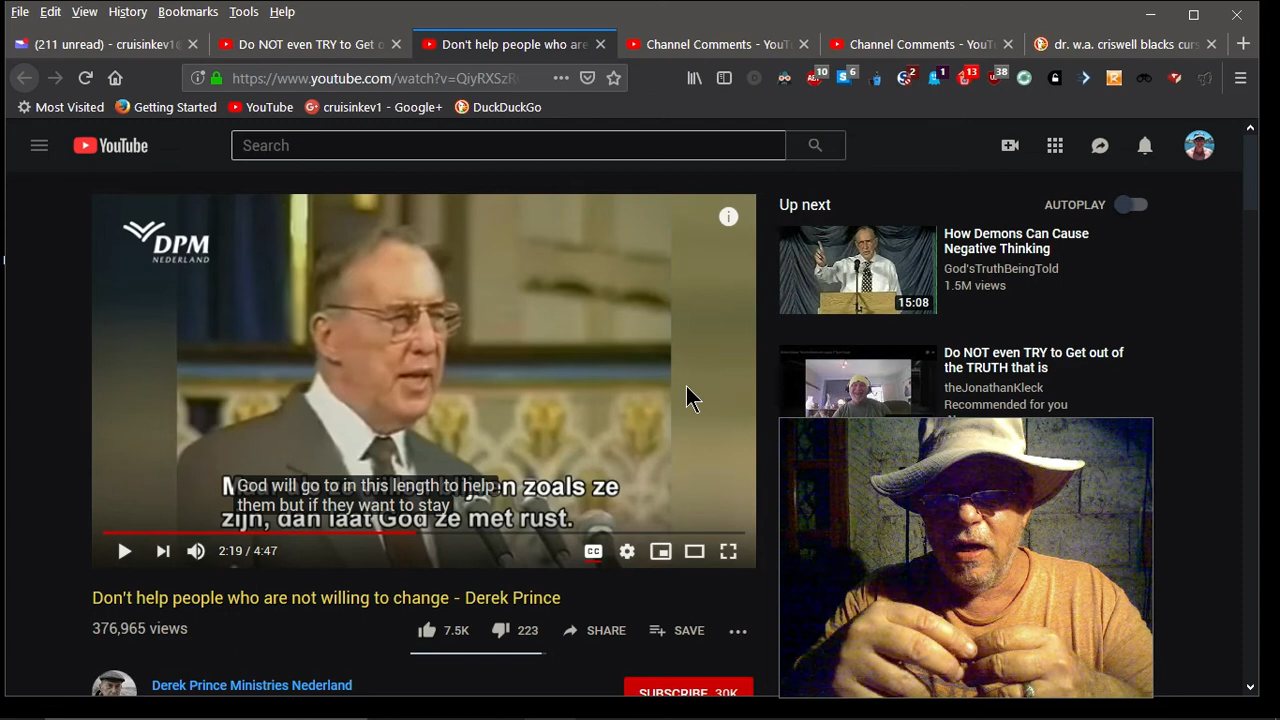 File Edit View History Bookmarks Tools Help
(211 unread) - cruisinkev1@
Do NOT even TRY to Get o
Don't help people who are
Channel Comments - YouT
Channel Comments - YouT
dr. w.a. criswell blacks curs
https://www.youtube.com/watch?v=QiyRXSzR
10 6 2 1 13 38
Most Visited Getting Started YouTube cruisinkev1 - Google+ DuckDuckGo
YouTube
Search
DPM
NEDERLAND
God will go to in this length to help
them but if they want to stay
zoals ze
zijn, dan laat God ze met rust.
2:19 / 4:47
CC
Don't help people who are not willing to change - Derek Prince
376,965 views
7.5K 223 SHARE SAVE
Derek Prince Ministries Nederland
SUBSCRIBE 30K
Up next
AUTOPLAY
How Demons Can Cause
Negative Thinking
God'sTruthBeingTold
1.5M views
15:08
Do NOT even TRY to Get out of
the TRUTH that is
theJonathanKleck
Recommended for you